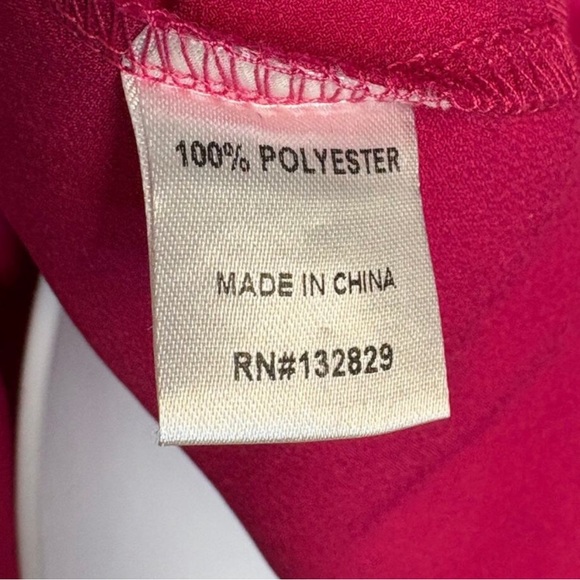 100% POLYESTER
MADE IN CHINA
RN#132829